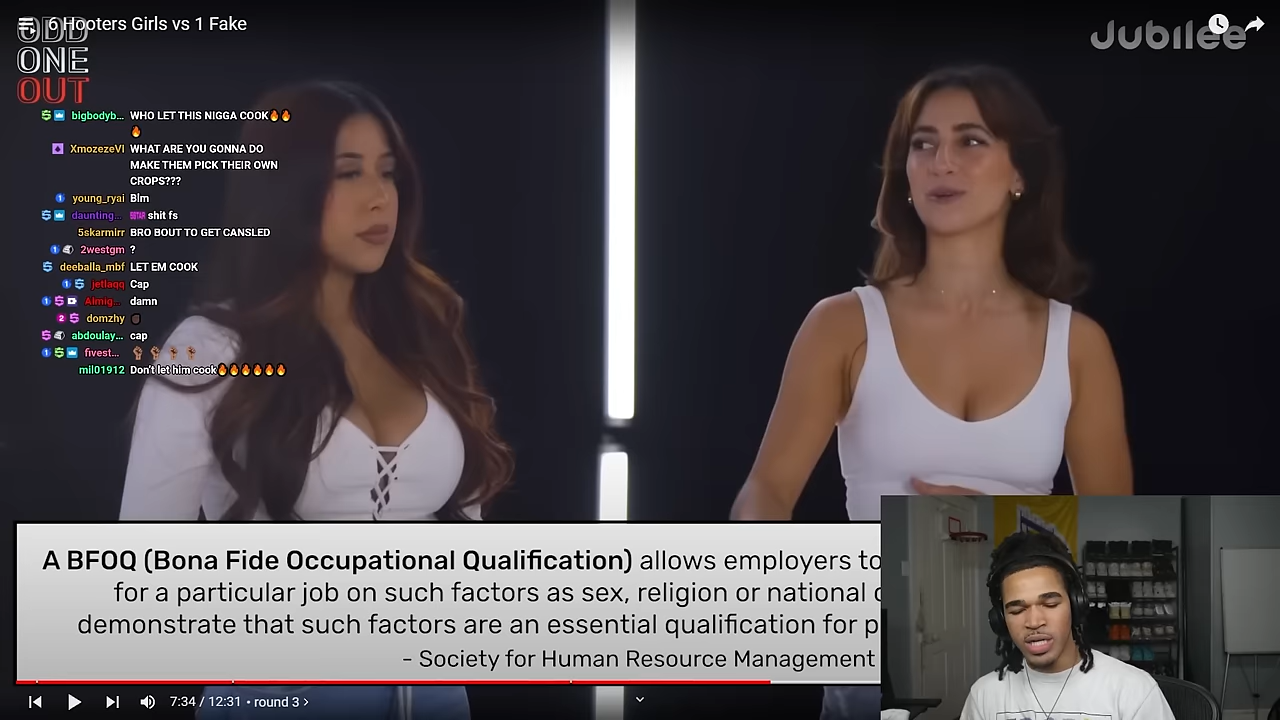 6 Hooters Girls vs 1 Fake
Jubilee
ODD
ONE
OUT
bigbodyb... WHO LET THIS NIGGA COOK🔥🔥
🔥
XmozezeVI WHAT ARE YOU GONNA DO
MAKE THEM PICK THEIR OWN
CROPS???
young_ryai Bim
daunting... shit fs
5skarmirr BRO BOUT TO GET CANSLED
2westgm ?
deeballa_mbf LET EM COOK
jetlaqq Cap
Almig... damn
domzhy
abdoulay... cap
fivest...
mil01912 Don't let him cook🔥🔥🔥🔥🔥🔥
A BFOQ (Bona Fide Occupational Qualification) allows employers to
for a particular job on such factors as sex, religion or national
demonstrate that such factors are an essential qualification for
- Society for Human Resource Management
7:34 / 12:31 • round 3 >